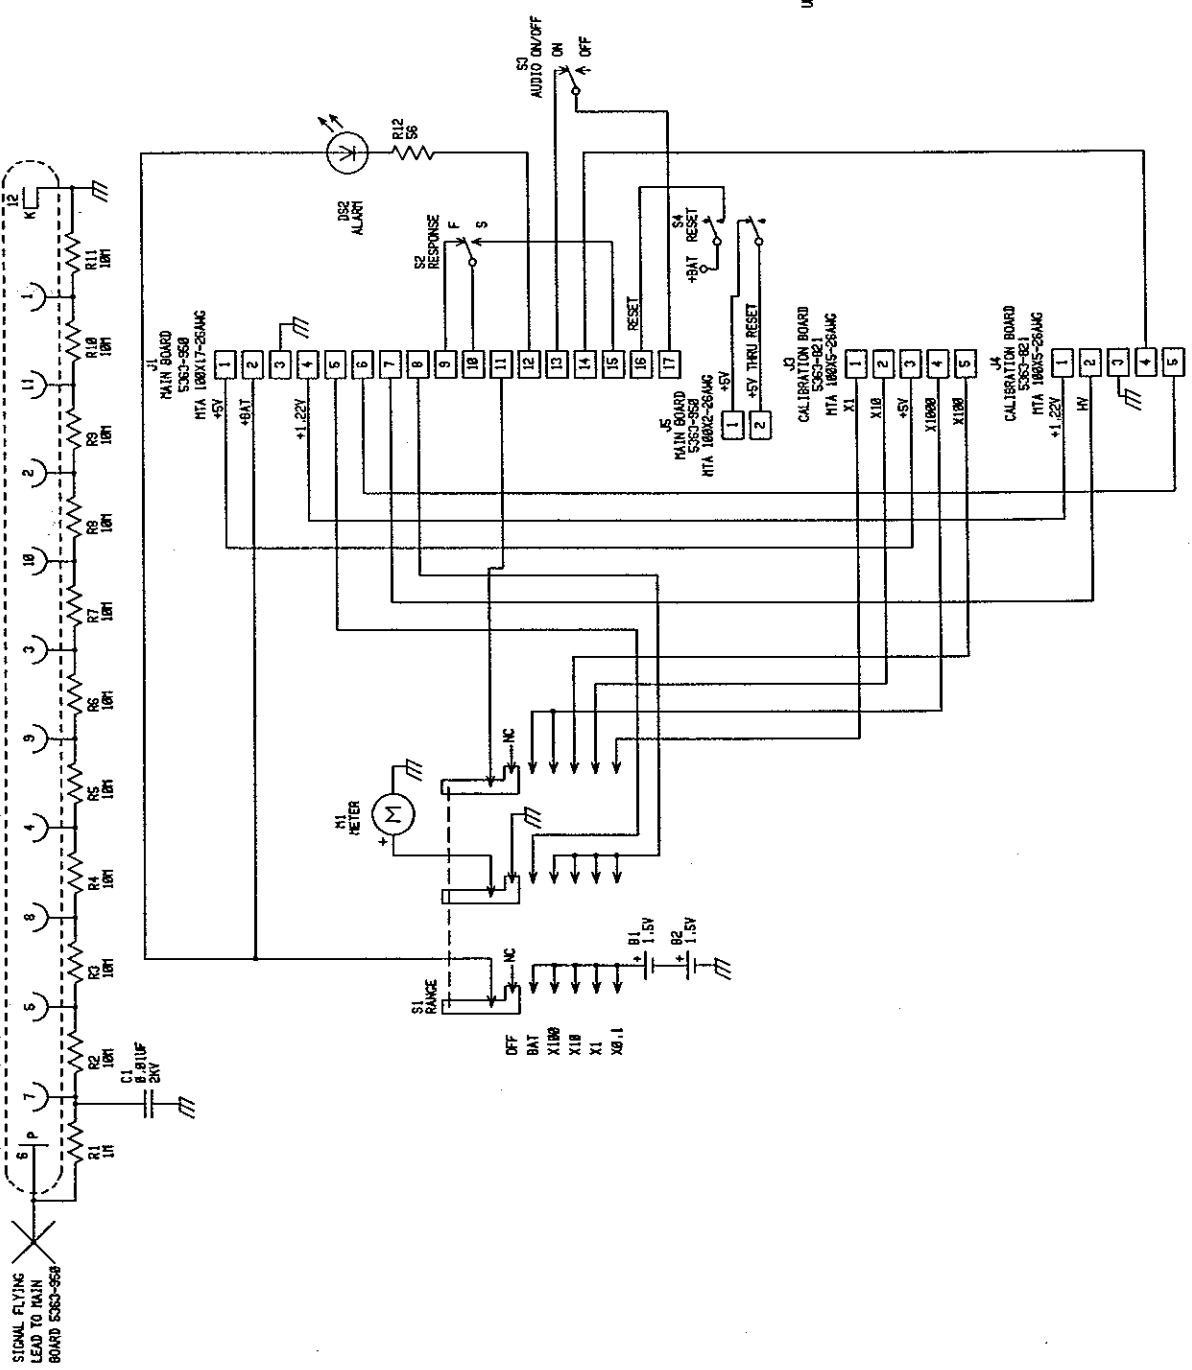 SIGNAL FLYING
LEAD TO MAIN
BOARD 5363-950
6
P
7
5
8
4
9
3
10
2
11
1
12
K
R1
1M
R2
10M
R3
10M
R4
10M
R5
10M
R6
10M
R7
10M
R8
10M
R9
10M
R10
10M
R11
10M
C1
0.01UF
2KV
DS2
ALARM
R12
56
S3
AUDIO ON/OFF
ON
OFF
S2
RESPONSE
F
S
J1
MAIN BOARD
5363-950
MTA 100X17-26AWG
+5V
+BAT
+1.22V
1
2
3
4
5
6
7
8
9
10
11
12
13
14
15
16
17
RESET
S4
RESET
+BAT
J5
MAIN BOARD
5363-950
MTA 100X2-26AWG
1
2
+5V
+5V THRU RESET
J3
CALIBRATION BOARD
5363-821
MTA 100X5-26AWG
X1
X10
+5V
X1000
X100
1
2
3
4
5
J4
CALIBRATION BOARD
5363-821
MTA 100X5-26AWG
+1.22V
HV
1
2
3
4
5
M1
METER
+
M
NC
S1
RANGE
NC
OFF
BAT
X100
X10
X1
X0.1
+
B1
1.5V
+
B2
1.5V